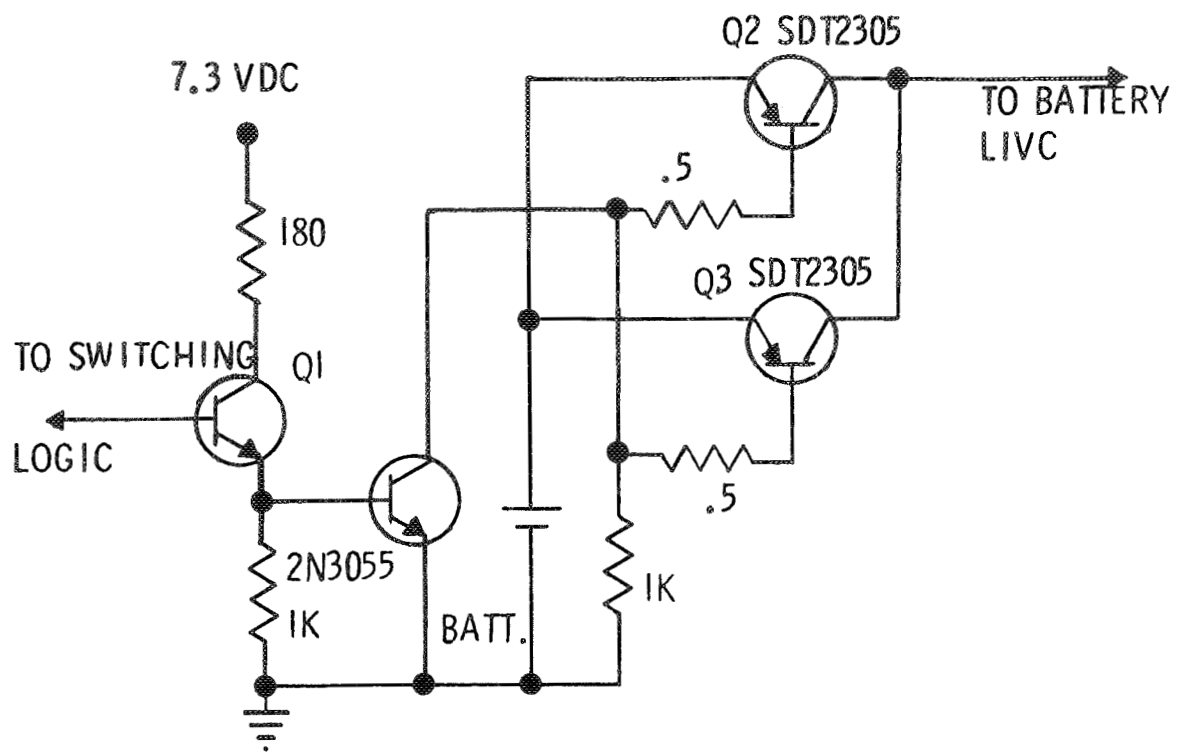 Q2 SDT2305
7.3 VDC
TO BATTERY
LIVC
.5
180
Q3 SDT2305
TO SWITCHING
Q1
LOGIC
.5
2N3055
1K
1K
BATT.